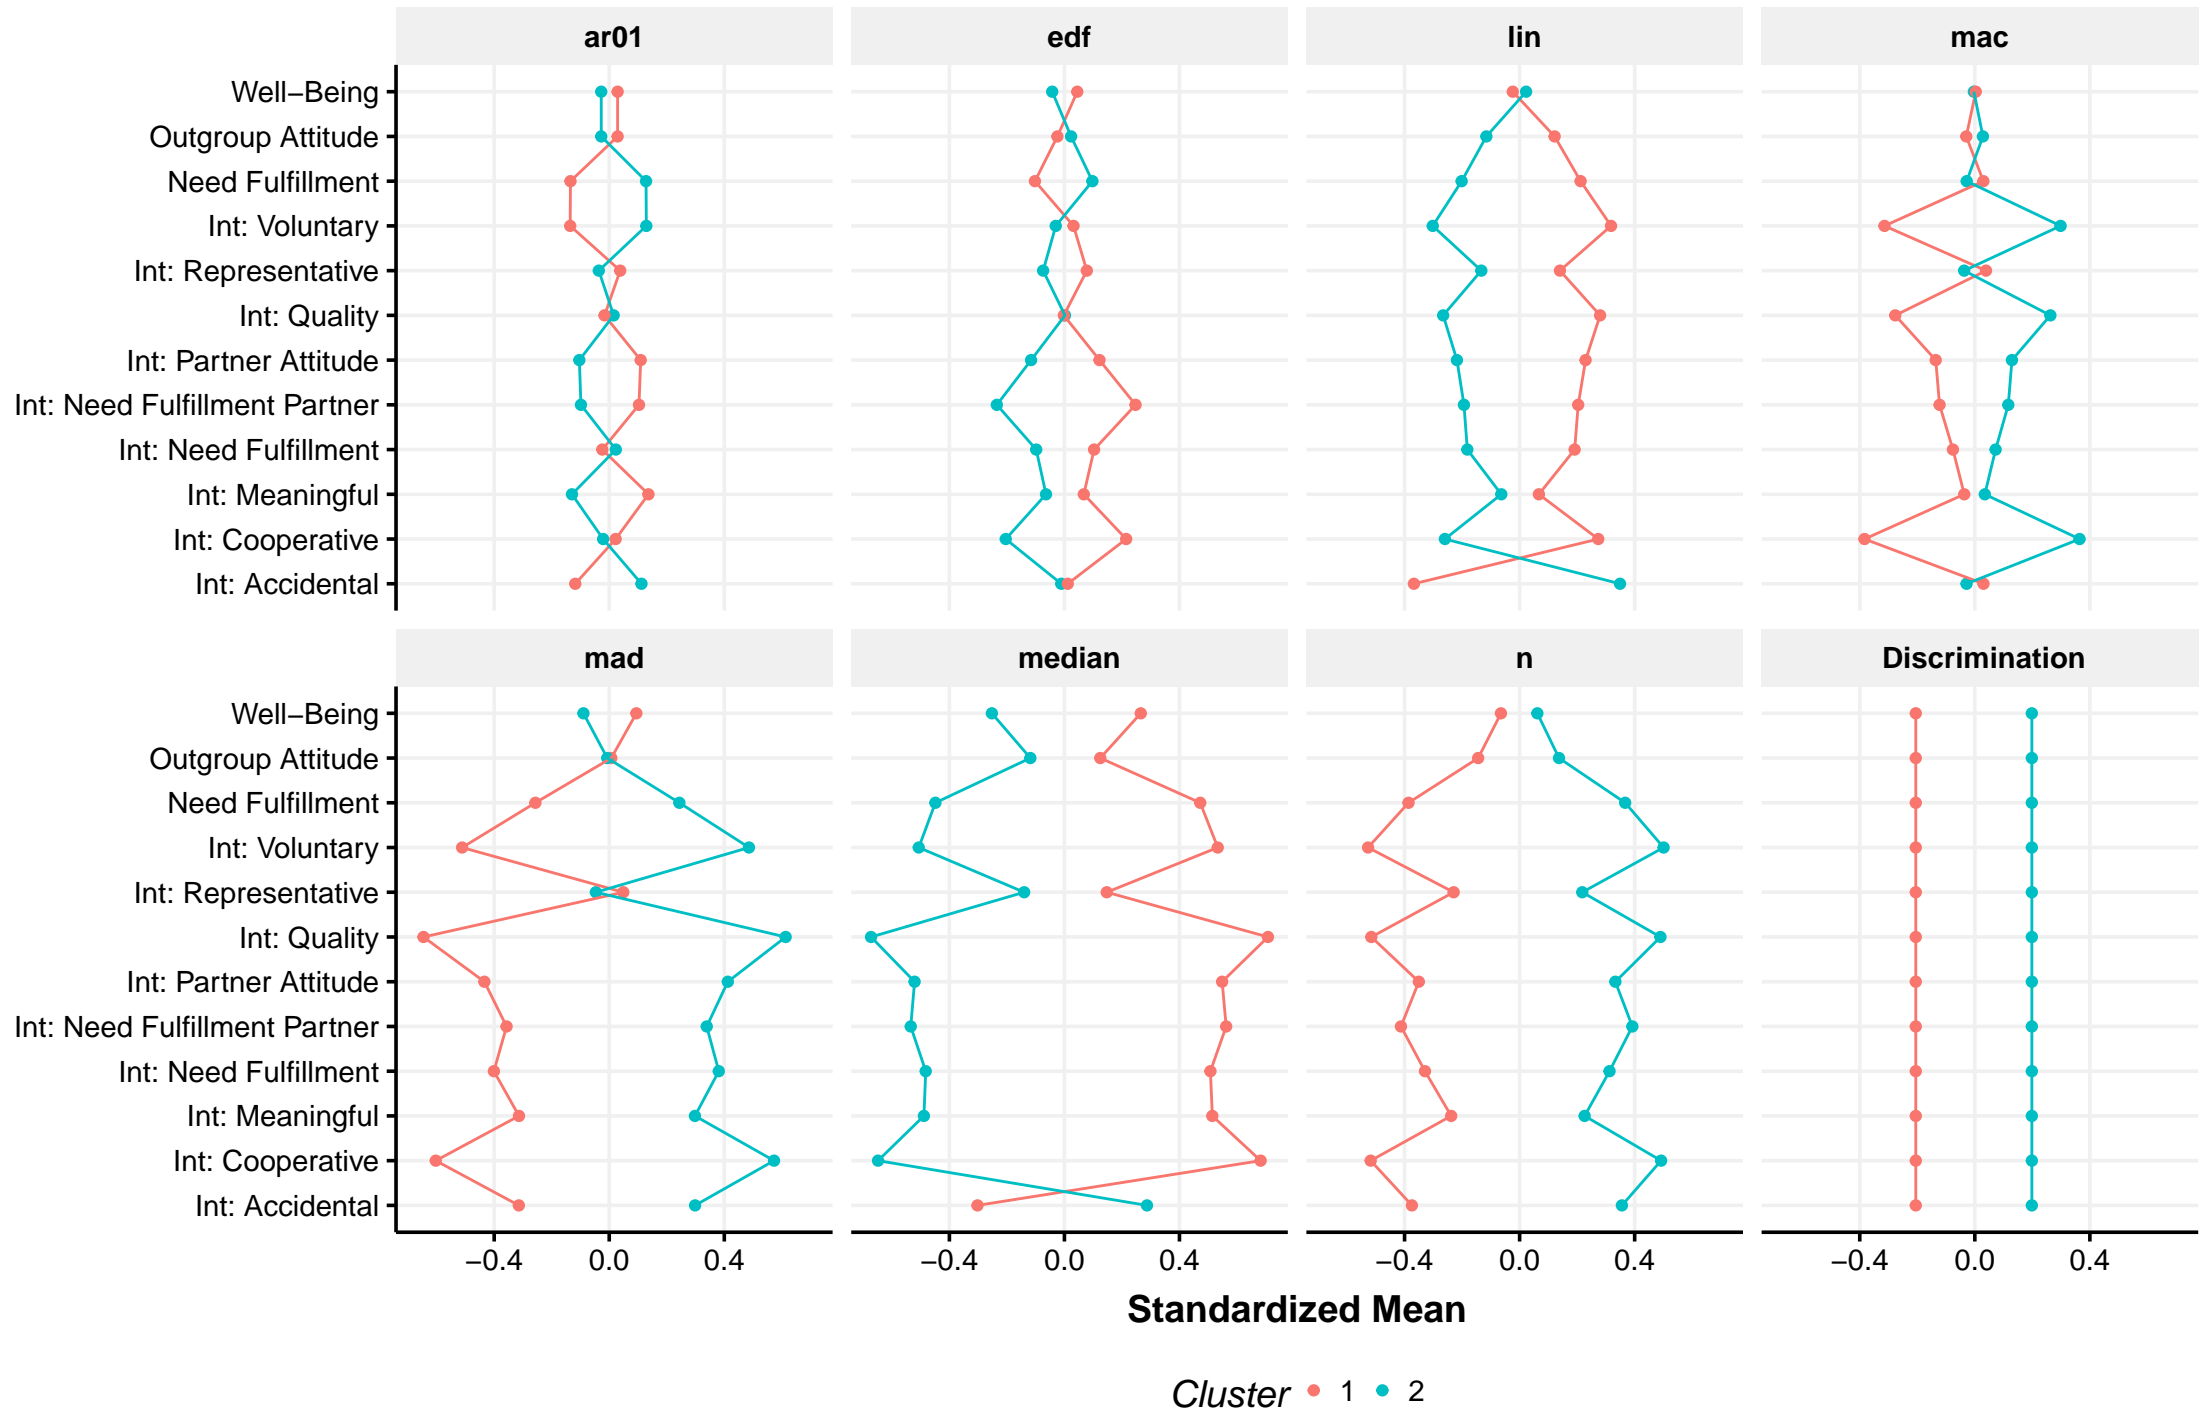 ar01 edf lin mac
Well−Being
Outgroup Attitude
Need Fulfillment
Int: Voluntary
Int: Representative
Int: Quality
Int: Partner Attitude
Int: Need Fulfillment Partner
Int: Need Fulfillment
Int: Meaningful
Int: Cooperative
Int: Accidental
mad median n Discrimination
Well−Being
Outgroup Attitude
Need Fulfillment
Int: Voluntary
Int: Representative
Int: Quality
Int: Partner Attitude
Int: Need Fulfillment Partner
Int: Need Fulfillment
Int: Meaningful
Int: Cooperative
Int: Accidental
−0.4 0.0 0.4 −0.4 0.0 0.4 −0.4 0.0 0.4 −0.4 0.0 0.4
Standardized Mean
Cluster 1 2